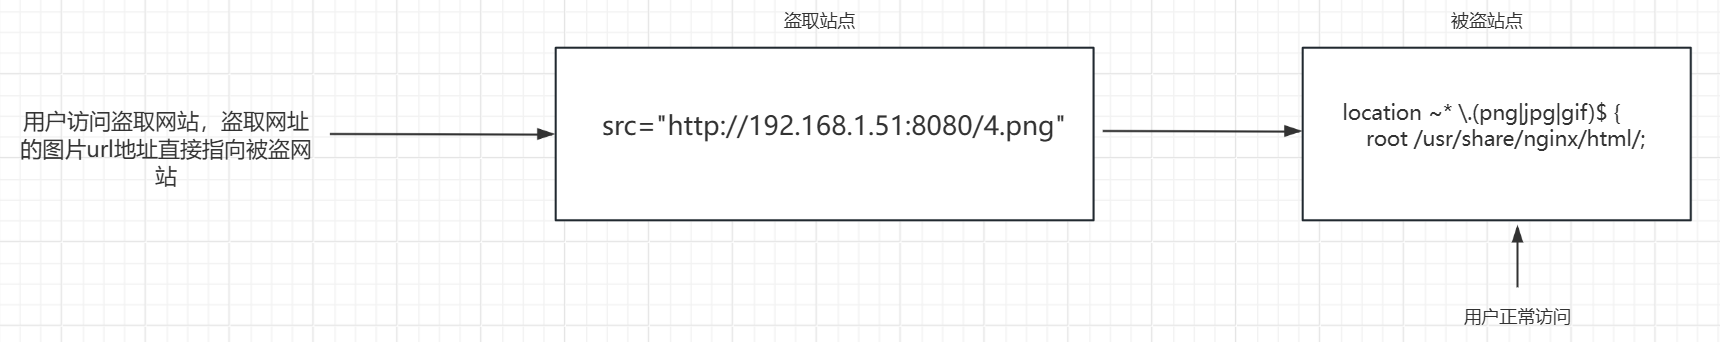 盗取站点
被盗站点
用户访问盗取网站，盗取网址
的图片url地址直接指向被盗网
站
src="http://192.168.1.51:8080/4.png"
location ~* \.(png|jpg|gif)$ {
root /usr/share/nginx/html/;
用户正常访问